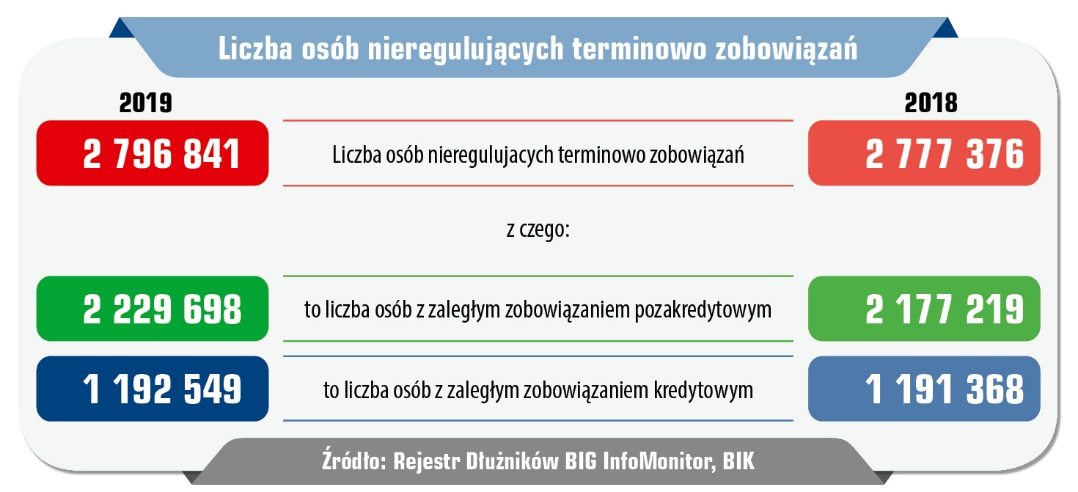 Liczba osób nieregulujących terminowo zobowiązań
2019
2018
2 796 841
Liczba osób nieregulujacych terminowo zobowiązań
2 777 376
z czego:
2 229 698
to liczba osób z zaległym zobowiązaniem pozakredytowym
2 177 219
1 192 549
to liczba osób z zaległym zobowiązaniem kredytowym
1 191 368
Źródło: Rejestr Dłużników BIG InfoMonitor, BIK